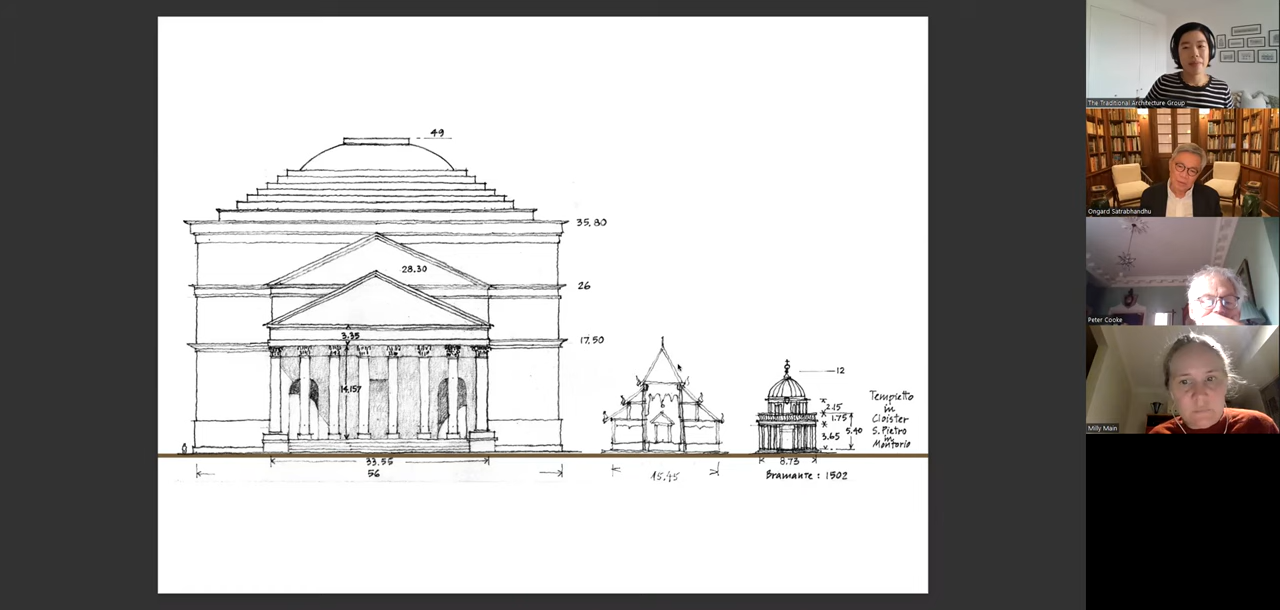 49
35.80
28.30
26
3.35
17.50
14.157
33.55
56
6
15.45
12
2.15
1.75
5.40
3.65
8.73
Bramante : 1502
Tempietto
in
Cloister
S. Pietro
in
Montorio
The Traditional Architecture Group
Ongard Satrabhandhu
Peter Cooke
Milly Main